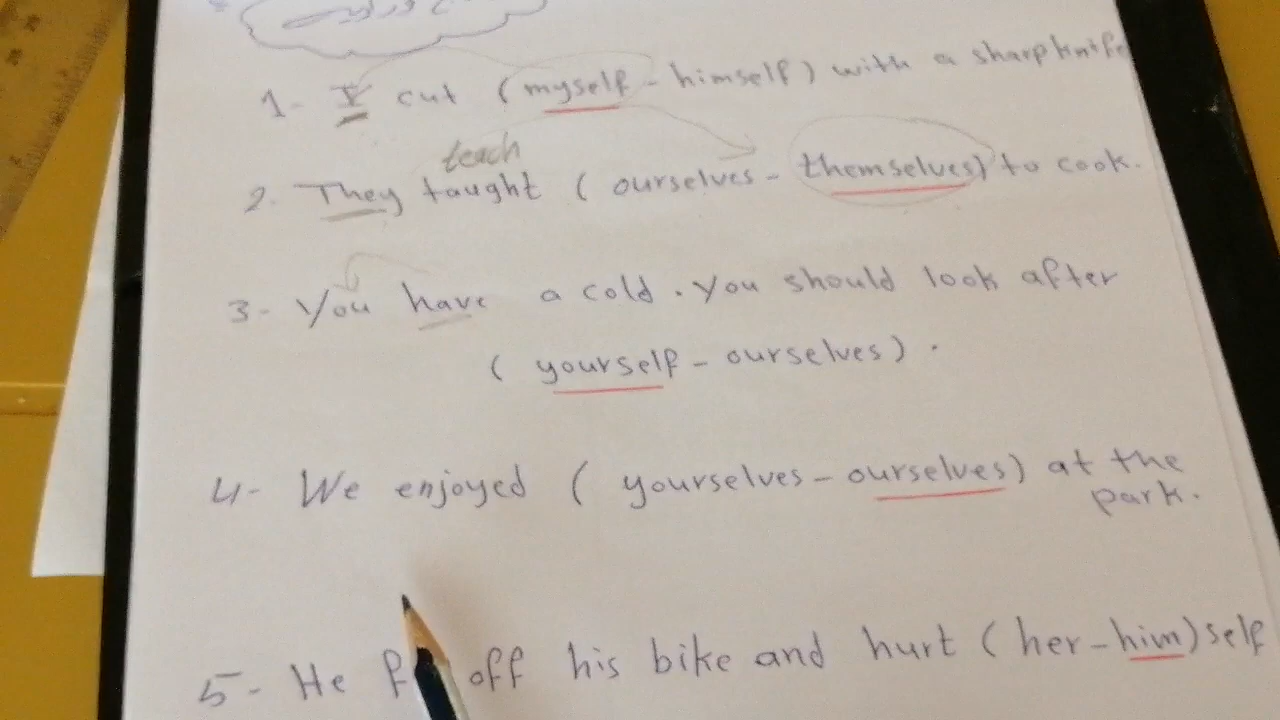 1- I cut (myself - himself) with a sharp knife
teach
2. They taught ( ourselves - themselves) to cook.
3- You have a cold. You should look after
( yourself - ourselves ) .
4- We enjoyed ( yourselves - ourselves) at the
park.
5- He off his bike and hurt ( her - him) self